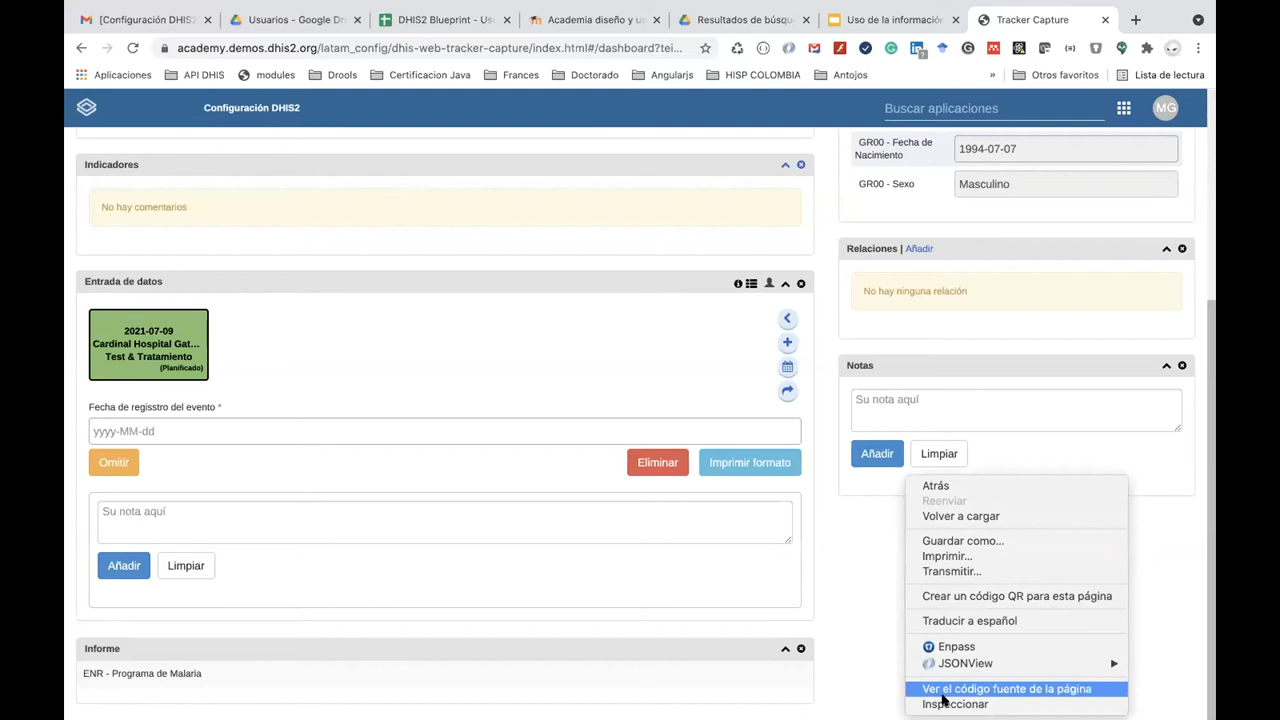 [Configuración DHIS2
Usuarios - Google Dr
DHIS2 Blueprint - Us
Academia diseño y u
Resultados de búsqu
Uso de la información
Tracker Capture
academy.demos.dhis2.org/latam_config/dhis-web-tracker-capture/index.html#/dashboard?tei...
Aplicaciones
API DHIS
modules
Drools
Certificacion Java
Frances
Doctorado
Angularjs
HISP COLOMBIA
Antojos
»
Otros favoritos
Lista de lectura
Configuración DHIS2
Buscar aplicaciones
MG
Indicadores
No hay comentarios
Entrada de datos
2021-07-09
Cardinal Hospital Gat...
Test & Tratamiento
(Planificado)
Fecha de regisstro del evento *
yyyy-MM-dd
Omitir
Eliminar
Imprimir formato
Su nota aquí
Añadir
Limpiar
Informe
ENR - Programa de Malaria
GR00 - Fecha de
Nacimiento
1994-07-07
GR00 - Sexo
Masculino
Relaciones | Añadir
No hay ninguna relación
Notas
Su nota aquí
Añadir
Limpiar
Atrás
Reenviar
Volver a cargar
Guardar como...
Imprimir...
Transmitir...
Crear un código QR para esta página
Traducir a español
Enpass
JSONView
Ver el código fuente de la página
Inspeccionar